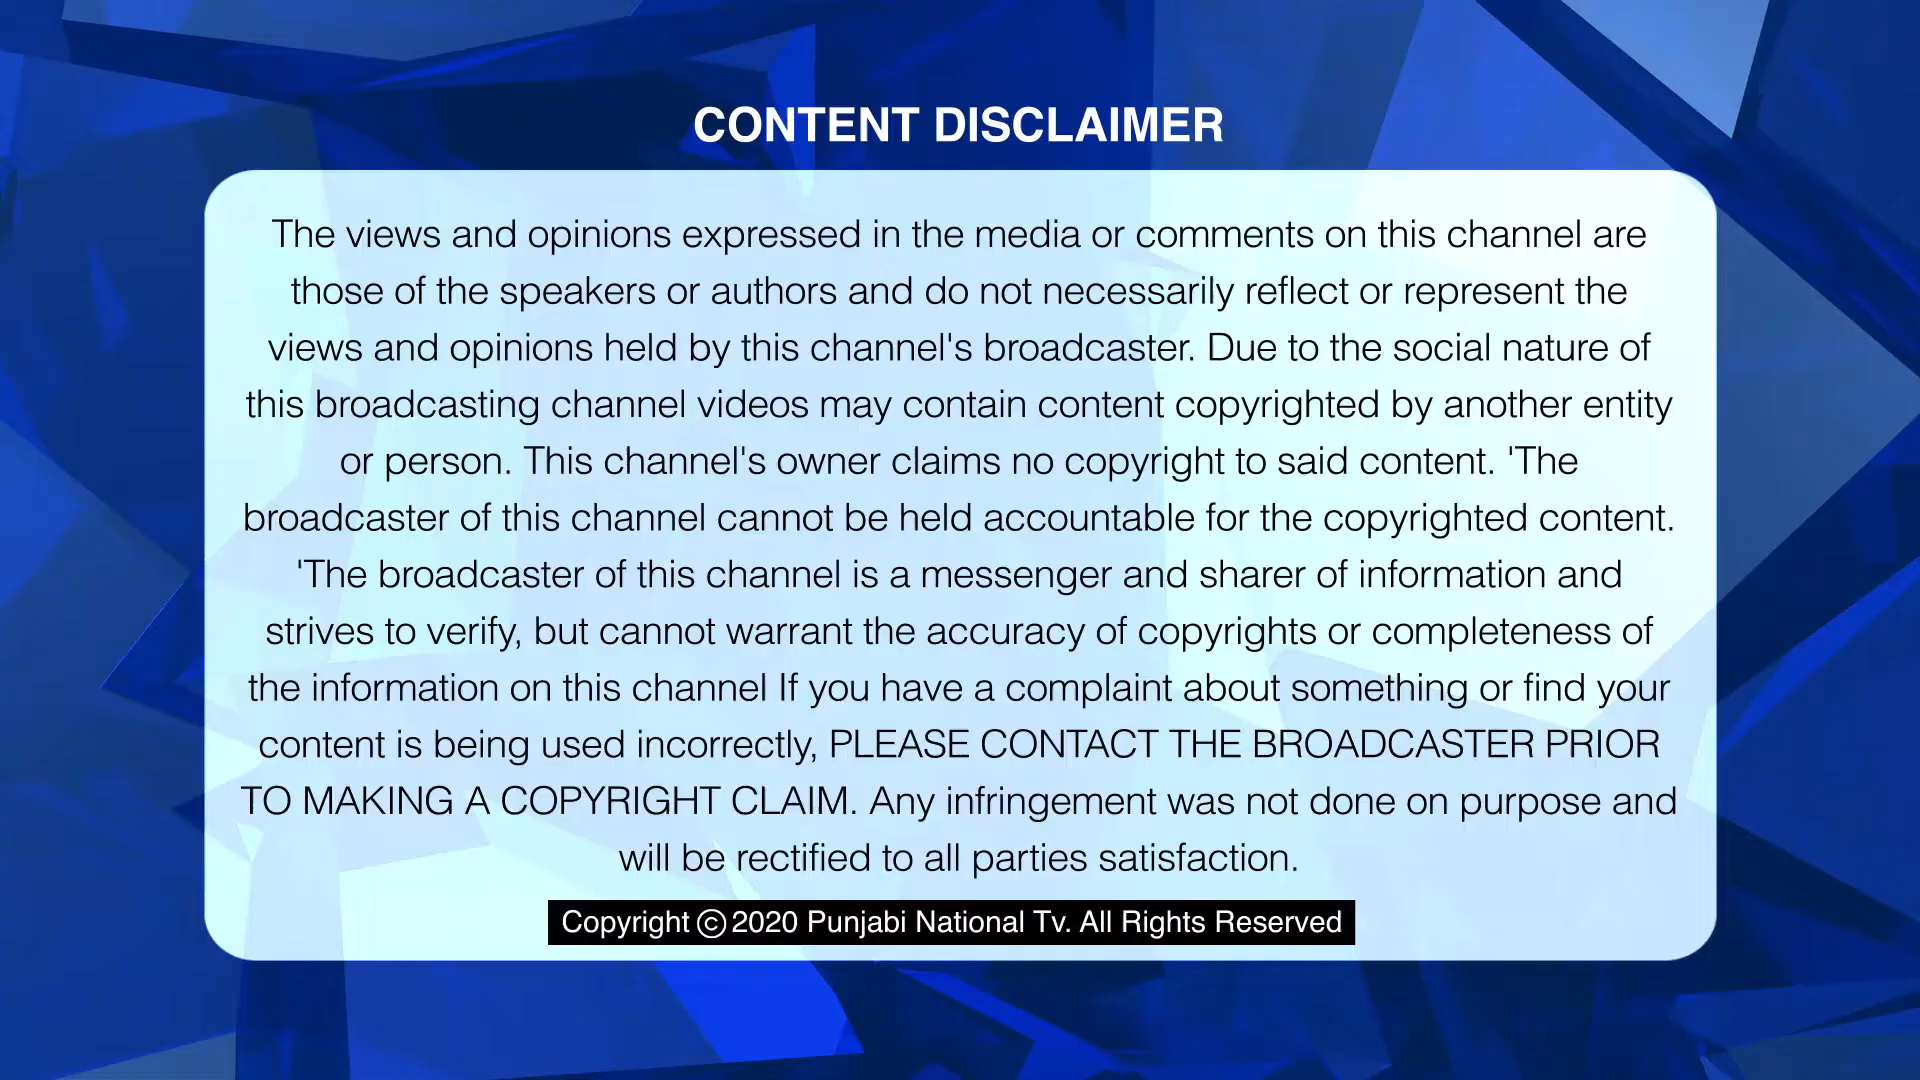 CONTENT DISCLAIMER
The views and opinions expressed in the media or comments on this channel are
those of the speakers or authors and do not necessarily reflect or represent the
views and opinions held by this channel's broadcaster. Due to the social nature of
this broadcasting channel videos may contain content copyrighted by another entity
or person. This channel's owner claims no copyright to said content. 'The
broadcaster of this channel cannot be held accountable for the copyrighted content.
'The broadcaster of this channel is a messenger and sharer of information and
strives to verify, but cannot warrant the accuracy of copyrights or completeness of
the information on this channel If you have a complaint about something or find your
content is being used incorrectly, PLEASE CONTACT THE BROADCASTER PRIOR
TO MAKING A COPYRIGHT CLAIM. Any infringement was not done on purpose and
will be rectified to all parties satisfaction.
Copyright © 2020 Punjabi National Tv. All Rights Reserved